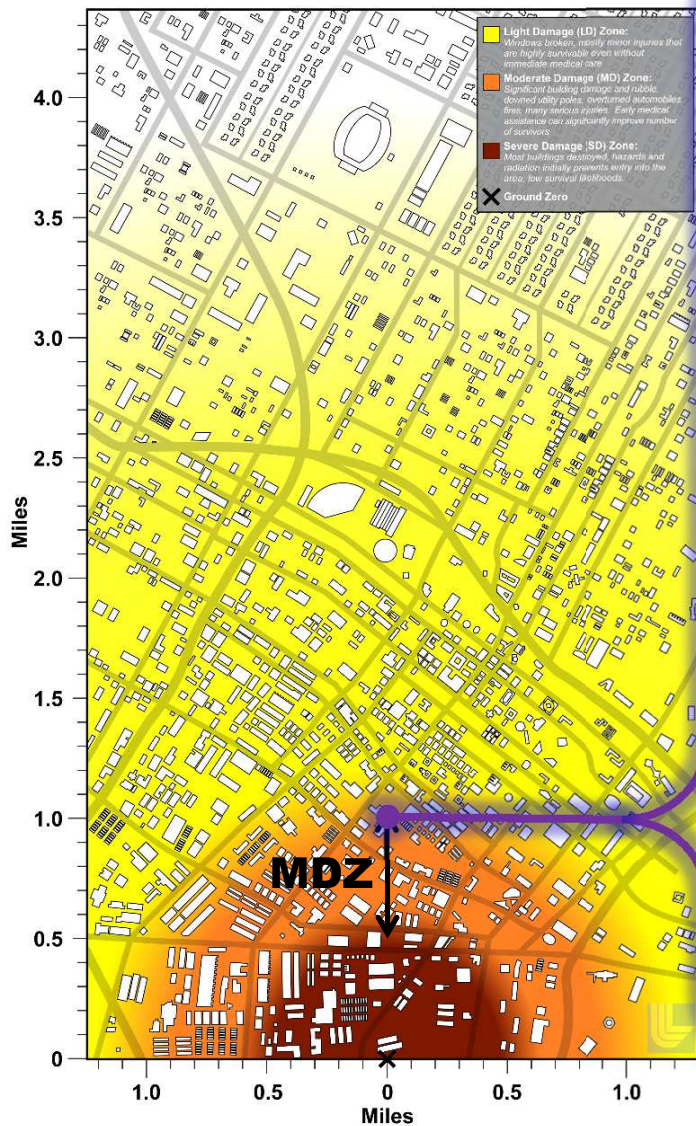 Light Damage (LD) Zone:
Windows broken, mostly minor injuries that
are highly survivable even without
immediate medical care
Moderate Damage (MD) Zone:
Significant building damage and rubble,
downed utility poles, overturned automobiles,
fires, many serious injuries. Early medical
assistance can significantly improve number
of survivors
Severe Damage (SD) Zone:
Most buildings destroyed, hazards and
radiation initially prevents entry into the
area; low survival likelihoods.
Ground Zero
4.0
3.5
3.0
2.5
Miles
2.0
1.5
1.0
MDZ
0.5
0
1.0 0.5 0 0.5 1.0
Miles